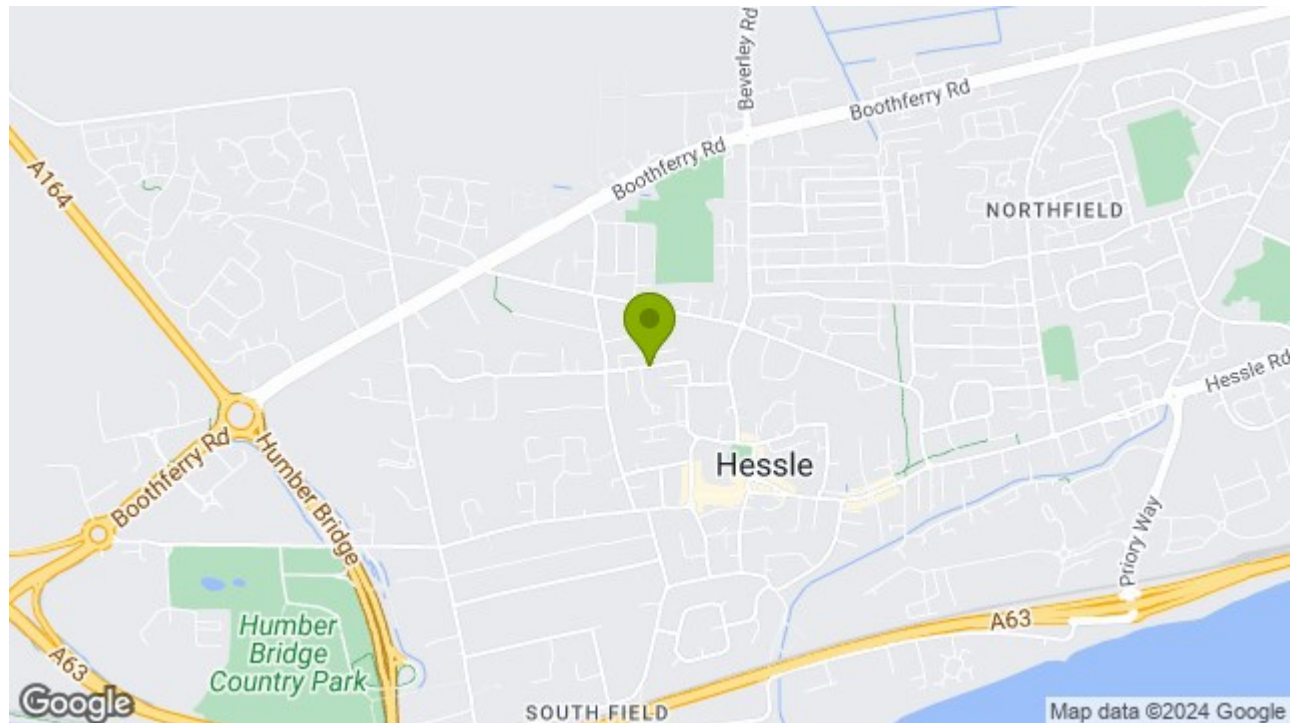 Beverley Rd
Boothferry Rd
Boothferry Rd
A164
NORTHFIELD
Hessle Rd
Boothferry Rd
Humber Bridge
Hessle
Priory Way
A63
Humber
Bridge
Country Park
A63
SOUTH FIELD
Google
Map data ©2024 Google